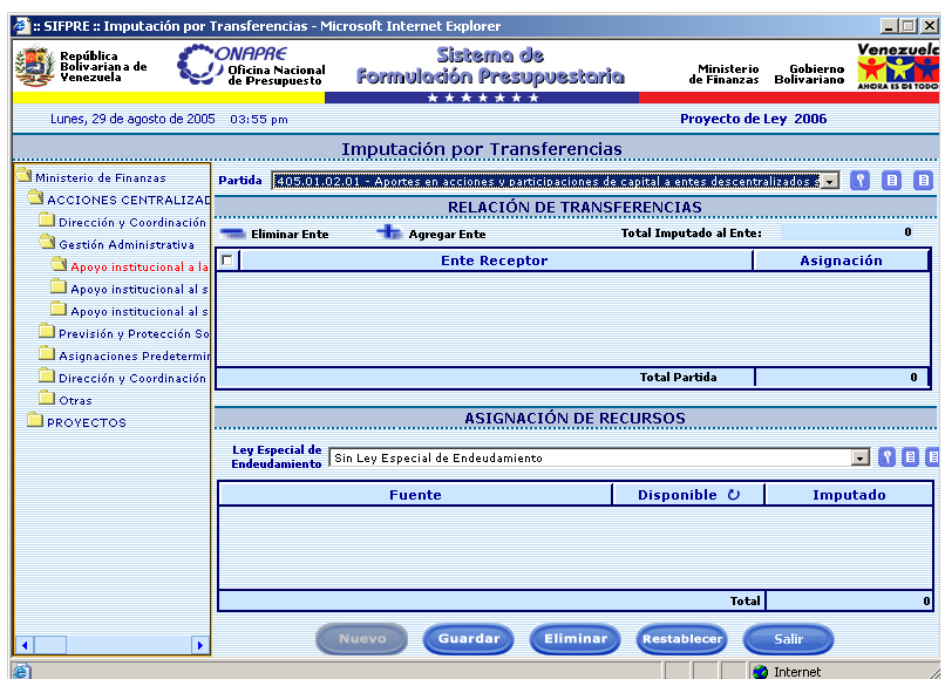 :: SIFPRE :: Imputación por Transferencias - Microsoft Internet Explorer
República
Bolivariana de
Venezuela
ONAPRE
Oficina Nacional
de Presupuesto
Sistema de
Formulación Presupuestaria
Ministerio
de Finanzas
Gobierno
Bolivariano
Venezuela
AHORA ES DE TODO
Lunes, 29 de agosto de 2005 03:55 pm
Proyecto de Ley 2006
Imputación por Transferencias
Ministerio de Finanzas
ACCIONES CENTRALIZAD
Dirección y Coordinación
Gestión Administrativa
Apoyo institucional a la
Apoyo institucional al s
Apoyo institucional al s
Previsión y Protección So
Asignaciones Predetermin
Dirección y Coordinación
Otras
PROYECTOS
Partida 405.01.02.01 - Aportes en acciones y participaciones de capital a entes descentralizados s
RELACIÓN DE TRANSFERENCIAS
Eliminar Ente Agregar Ente Total Imputado al Ente: 0
Ente Receptor Asignación
Total Partida 0
ASIGNACIÓN DE RECURSOS
Ley Especial de
Endeudamiento
Sin Ley Especial de Endeudamiento
Fuente Disponible Imputado
Total 0
Nuevo Guardar Eliminar Restablecer Salir
Internet